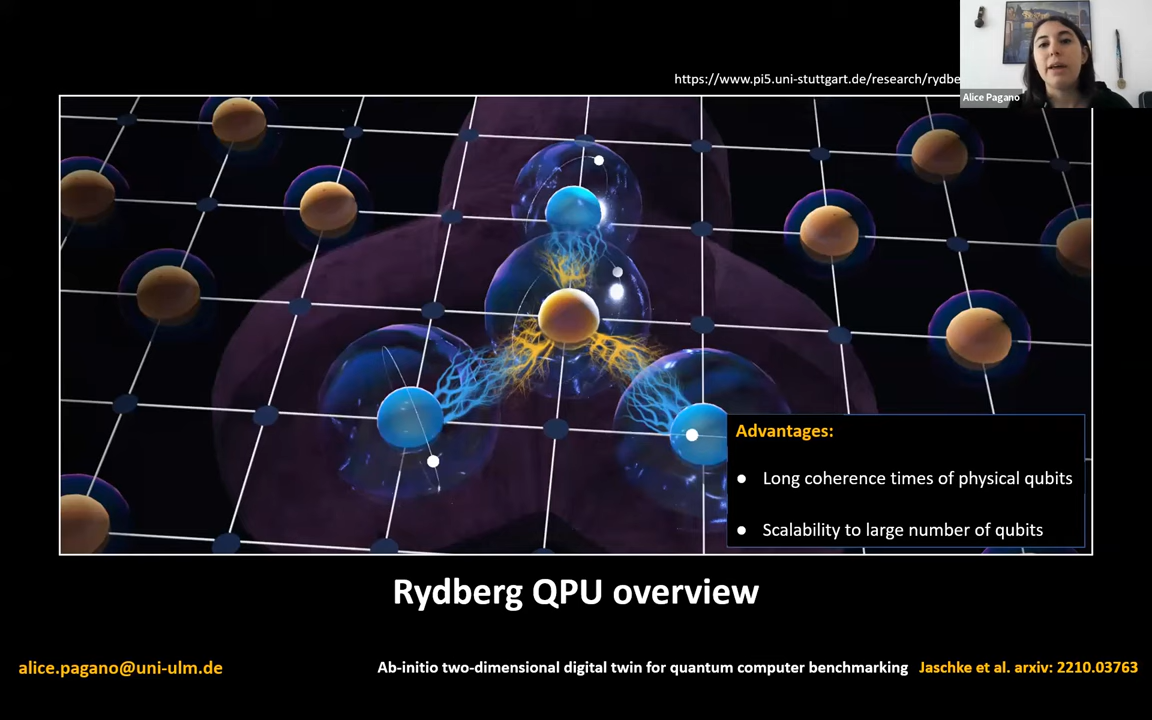 https://www.pi5.uni-stuttgart.de/research/rydbe
Alice Pagano
Advantages:
● Long coherence times of physical qubits
● Scalability to large number of qubits
Rydberg QPU overview
alice.pagano@uni-ulm.de
Ab-initio two-dimensional digital twin for quantum computer benchmarking Jaschke et al. arxiv: 2210.03763